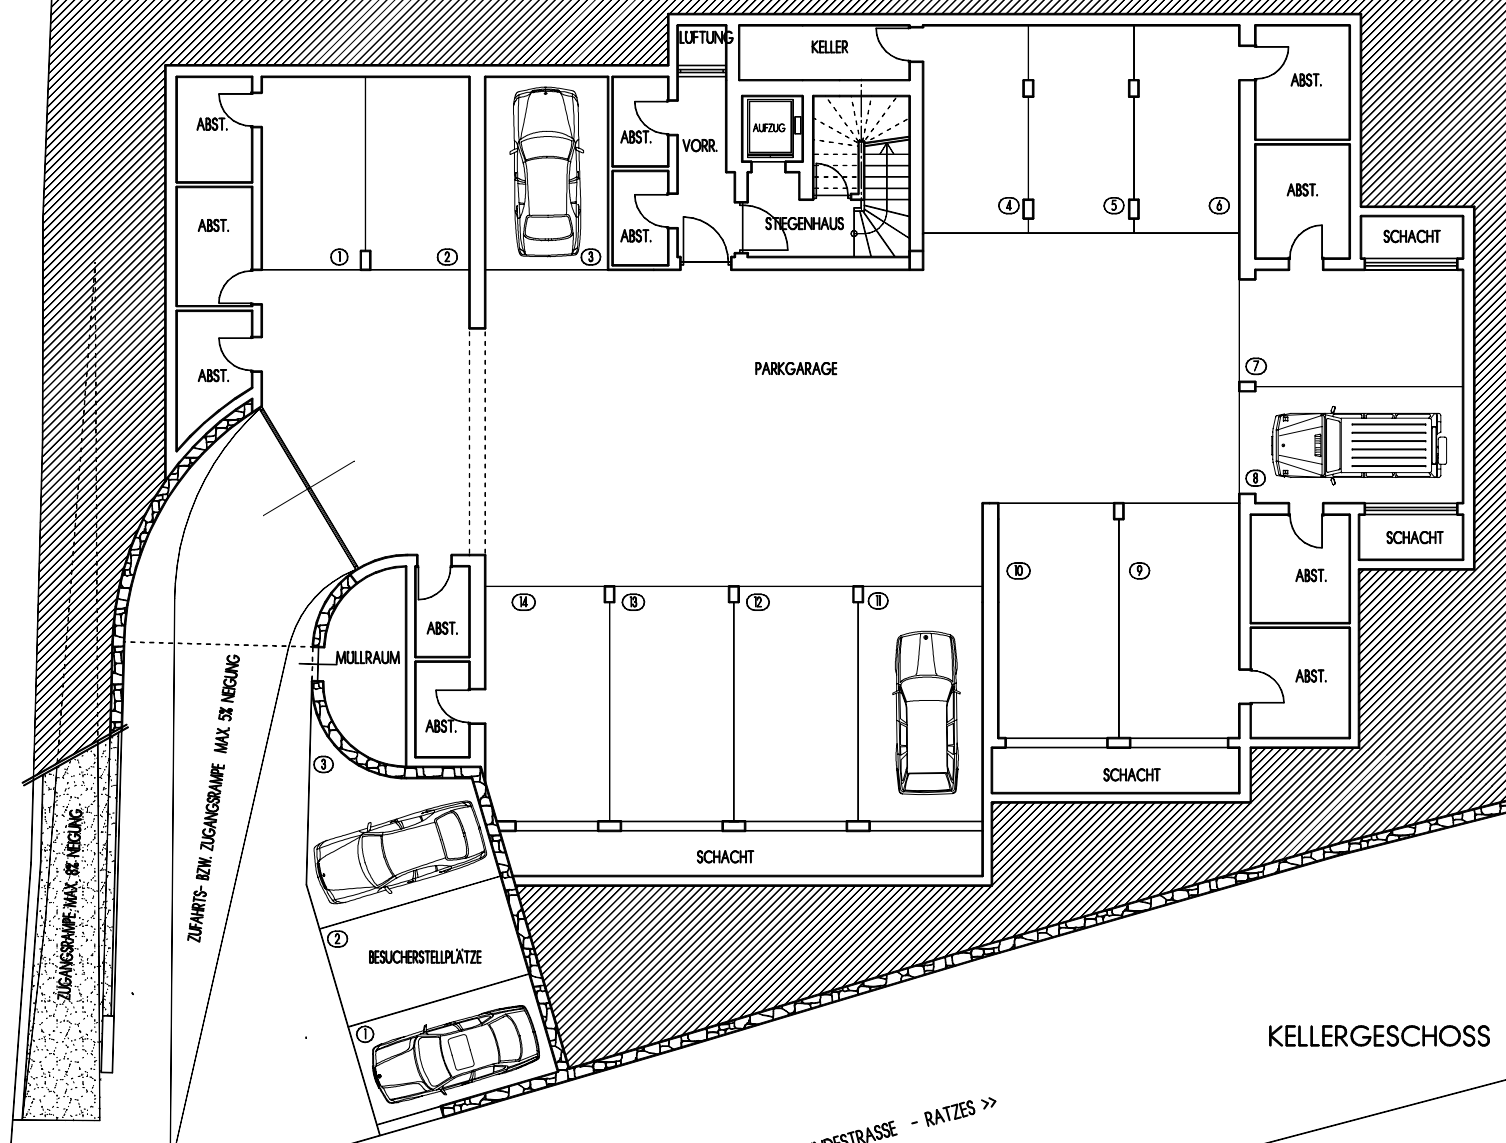 LÜFTUNG
KELLER
ABST.
ABST.
ABST.
VORR.
AUFZUG
ABST.
ABST.
ABST.
STIEGENHAUS
ABST.
4
5
6
SCHACHT
1
2
3
ABST.
PARKGARAGE
7
8
SCHACHT
10
9
ABST.
14
13
12
11
ABST.
MÜLLRAUM
ABST.
ABST.
3
SCHACHT
SCHACHT
ZUGANGSRAMPE MAX. 8% NEIGUNG
ZUFAHRTS- BZW. ZUGANGSRAMPE MAX. 5% NEIGUNG
2
BESUCHERSTELLPLÄTZE
1
KELLERGESCHOSS
- RATZES >>